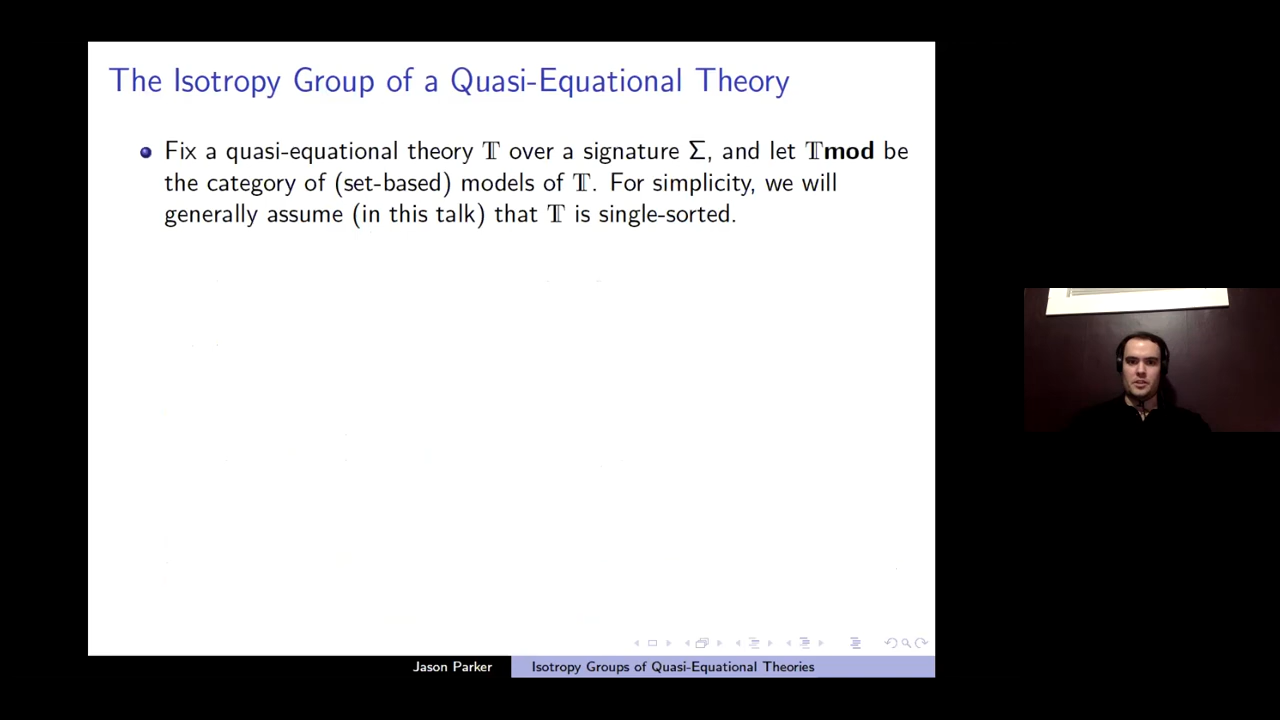 The Isotropy Group of a Quasi-Equational Theory
Fix a quasi-equational theory 𝕋 over a signature Σ, and let 𝕋mod be
the category of (set-based) models of 𝕋. For simplicity, we will
generally assume (in this talk) that 𝕋 is single-sorted.
Jason Parker
Isotropy Groups of Quasi-Equational Theories